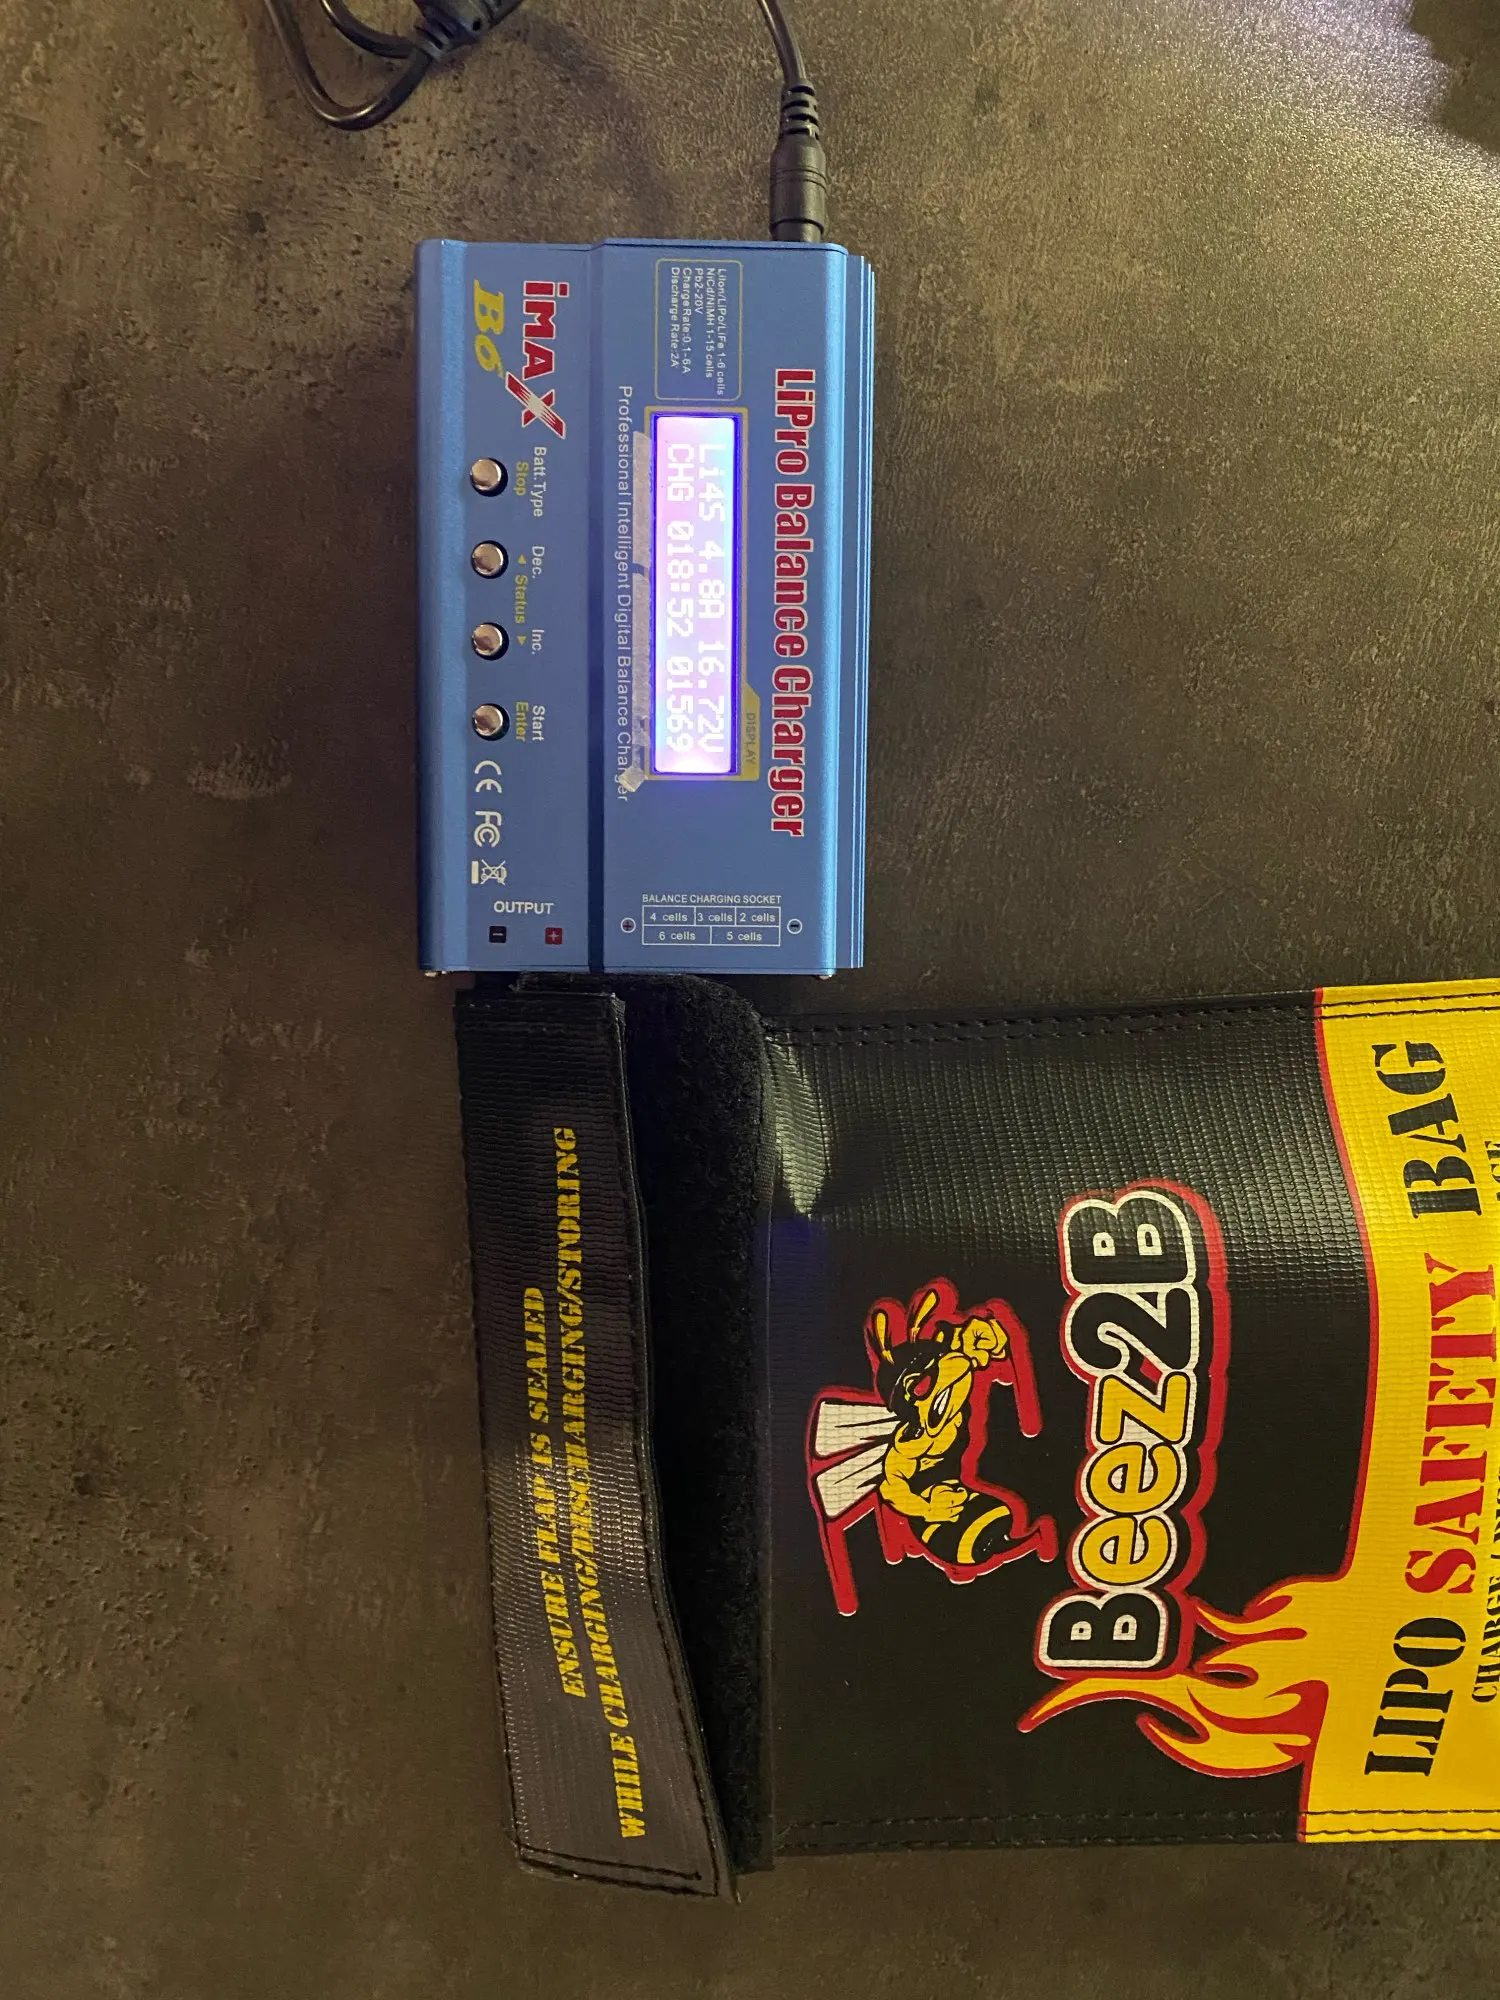 LiPro Balance Charger
LiIon/LiPo/LiFe 1-6 cells
NiCd/NiMH 1-15 cells
Pb2-20V
Charge Rate:0.1-6A
Discharge Rate:2A
DISPLAY
Li4S 4.8A 16.72V
CHG 018:52 01569
Professional Intelligent Digital Balance Charger
BALANCE CHARGING SOCKET
4 cells 3 cells 2 cells
6 cells 5 cells
iMAX
B6
Batt.Type
Stop
Dec.
Inc.
◄ Status ►
Start
Enter
CE FC
OUTPUT
ENSURE FLAP IS SEALED
WHILE CHARGING/DISCHARGING/STORING
Beez2B
LIPO SAFETY BAG